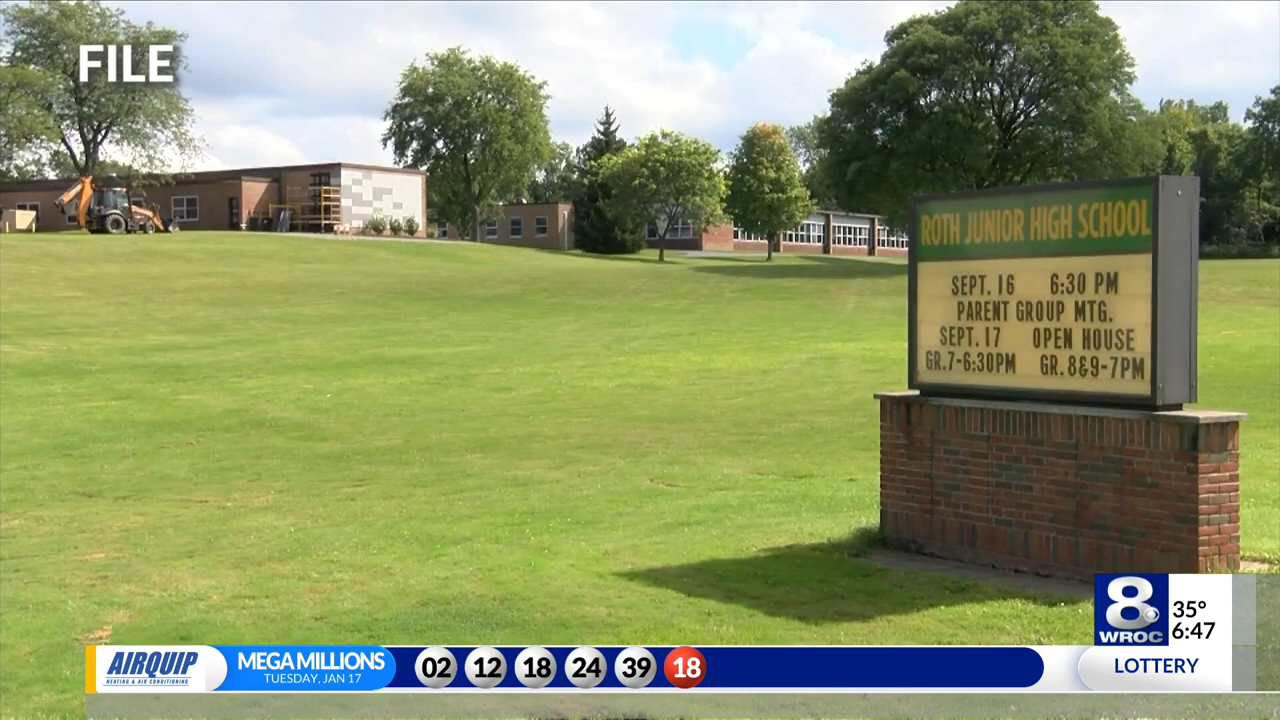 FILE
ROTH JUNIOR HIGH SCHOOL
SEPT. 16 6:30 PM
PARENT GROUP MTG.
SEPT. 17 OPEN HOUSE
GR.7-6:30PM GR.8&9-7PM
8
WROC
35°
6:47
AIRQUIP
HEATING & AIR CONDITIONING
MEGA MILLIONS
TUESDAY, JAN 17
02 12 18 24 39 18
LOTTERY